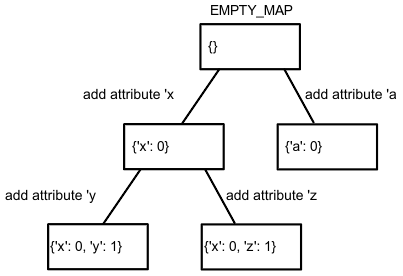 EMPTY_MAP
{}
add attribute 'x
add attribute 'a
{'x': 0}
{'a': 0}
add attribute 'y
add attribute 'z
{'x': 0, 'y': 1}
{'x': 0, 'z': 1}